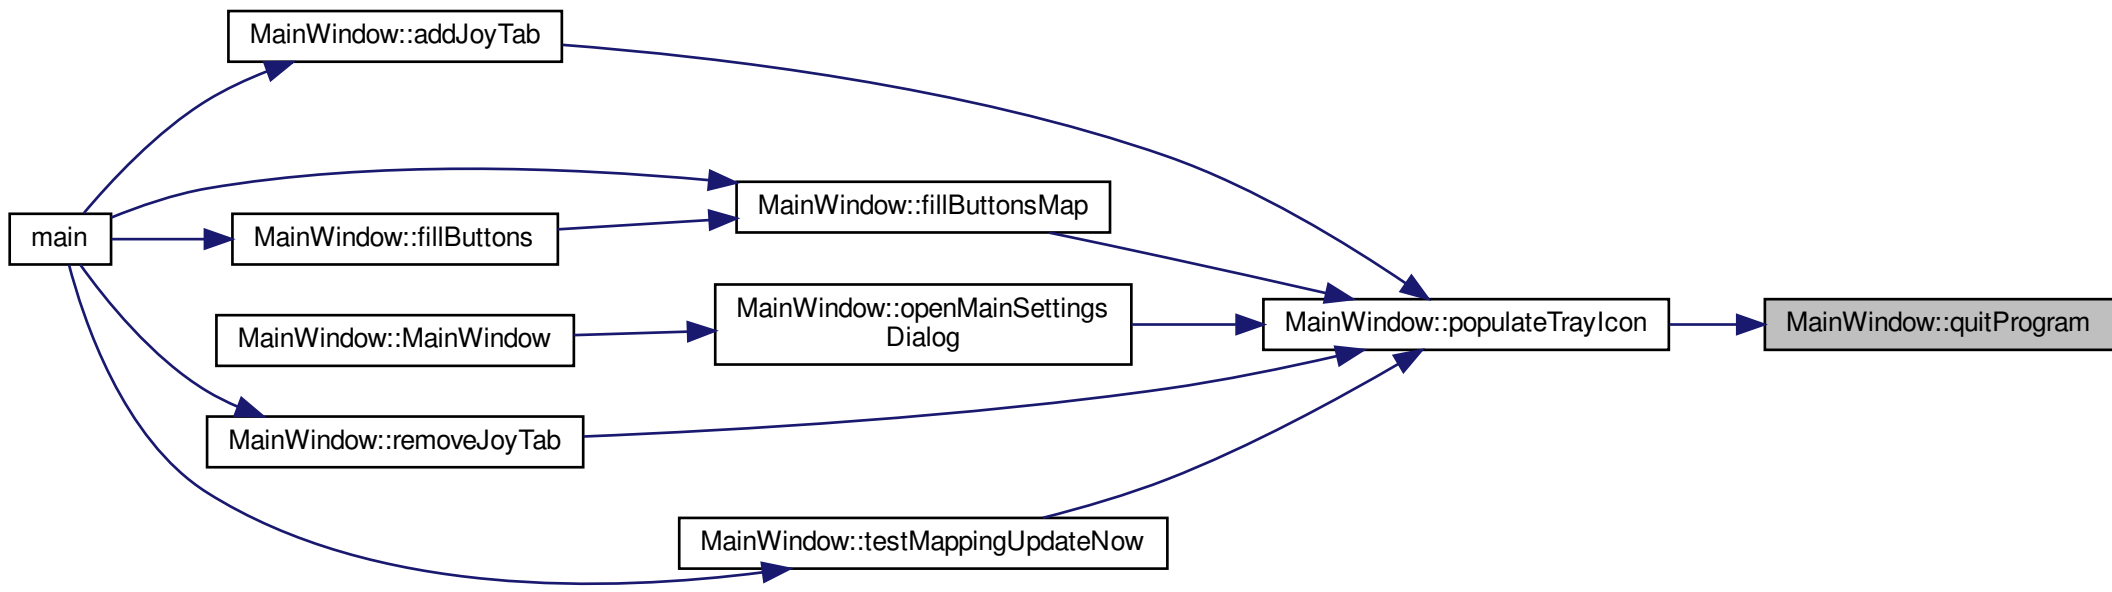 MainWindow::addJoyTab
MainWindow::fillButtonsMap
main
MainWindow::fillButtons
MainWindow::openMainSettings
Dialog
MainWindow::populateTrayIcon
MainWindow::quitProgram
MainWindow::MainWindow
MainWindow::removeJoyTab
MainWindow::testMappingUpdateNow